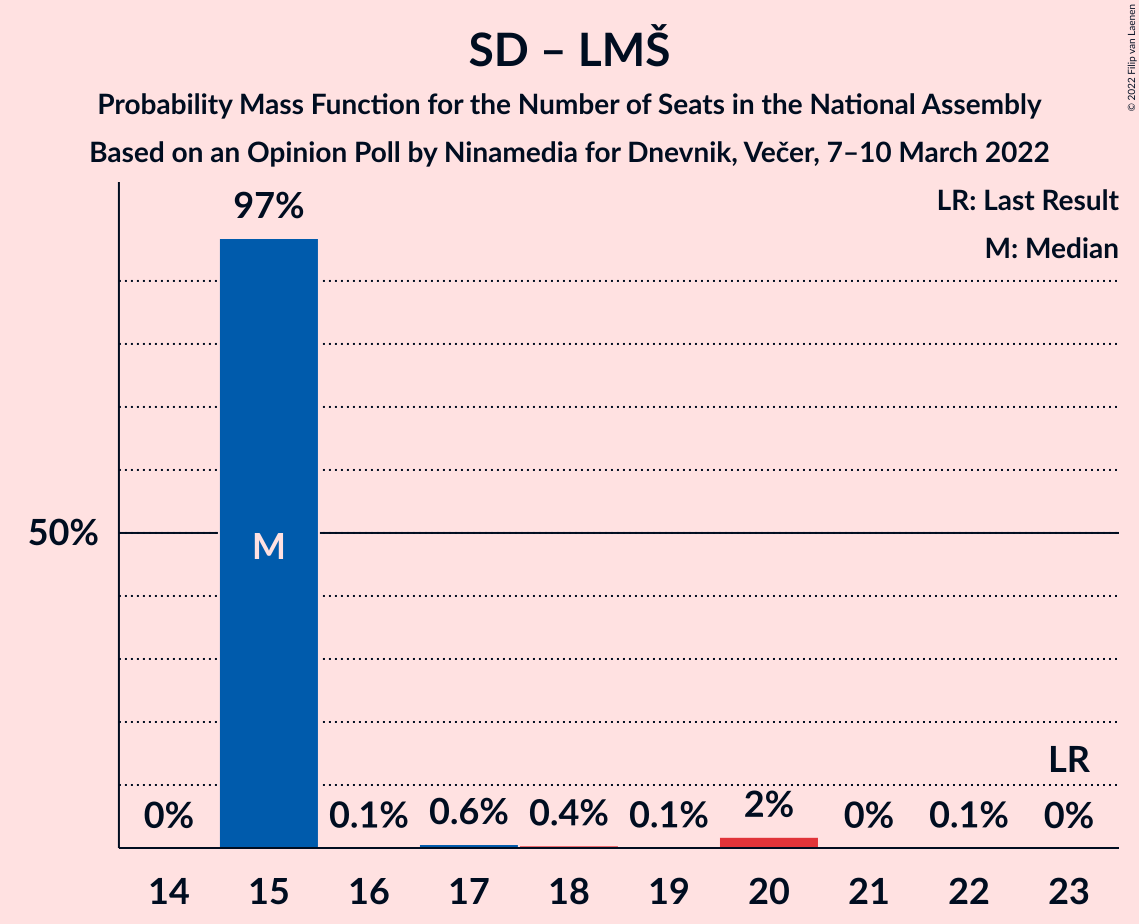 SD – LMŠ
Probability Mass Function for the Number of Seats in the National Assembly
Based on an Opinion Poll by Ninamedia for Dnevnik, Večer, 7–10 March 2022
© 2022 Filip van Laenen
LR: Last Result
M: Median
97%
50%
M
LR
0% 0.1% 0.6% 0.4% 0.1% 2% 0% 0.1% 0%
14 15 16 17 18 19 20 21 22 23